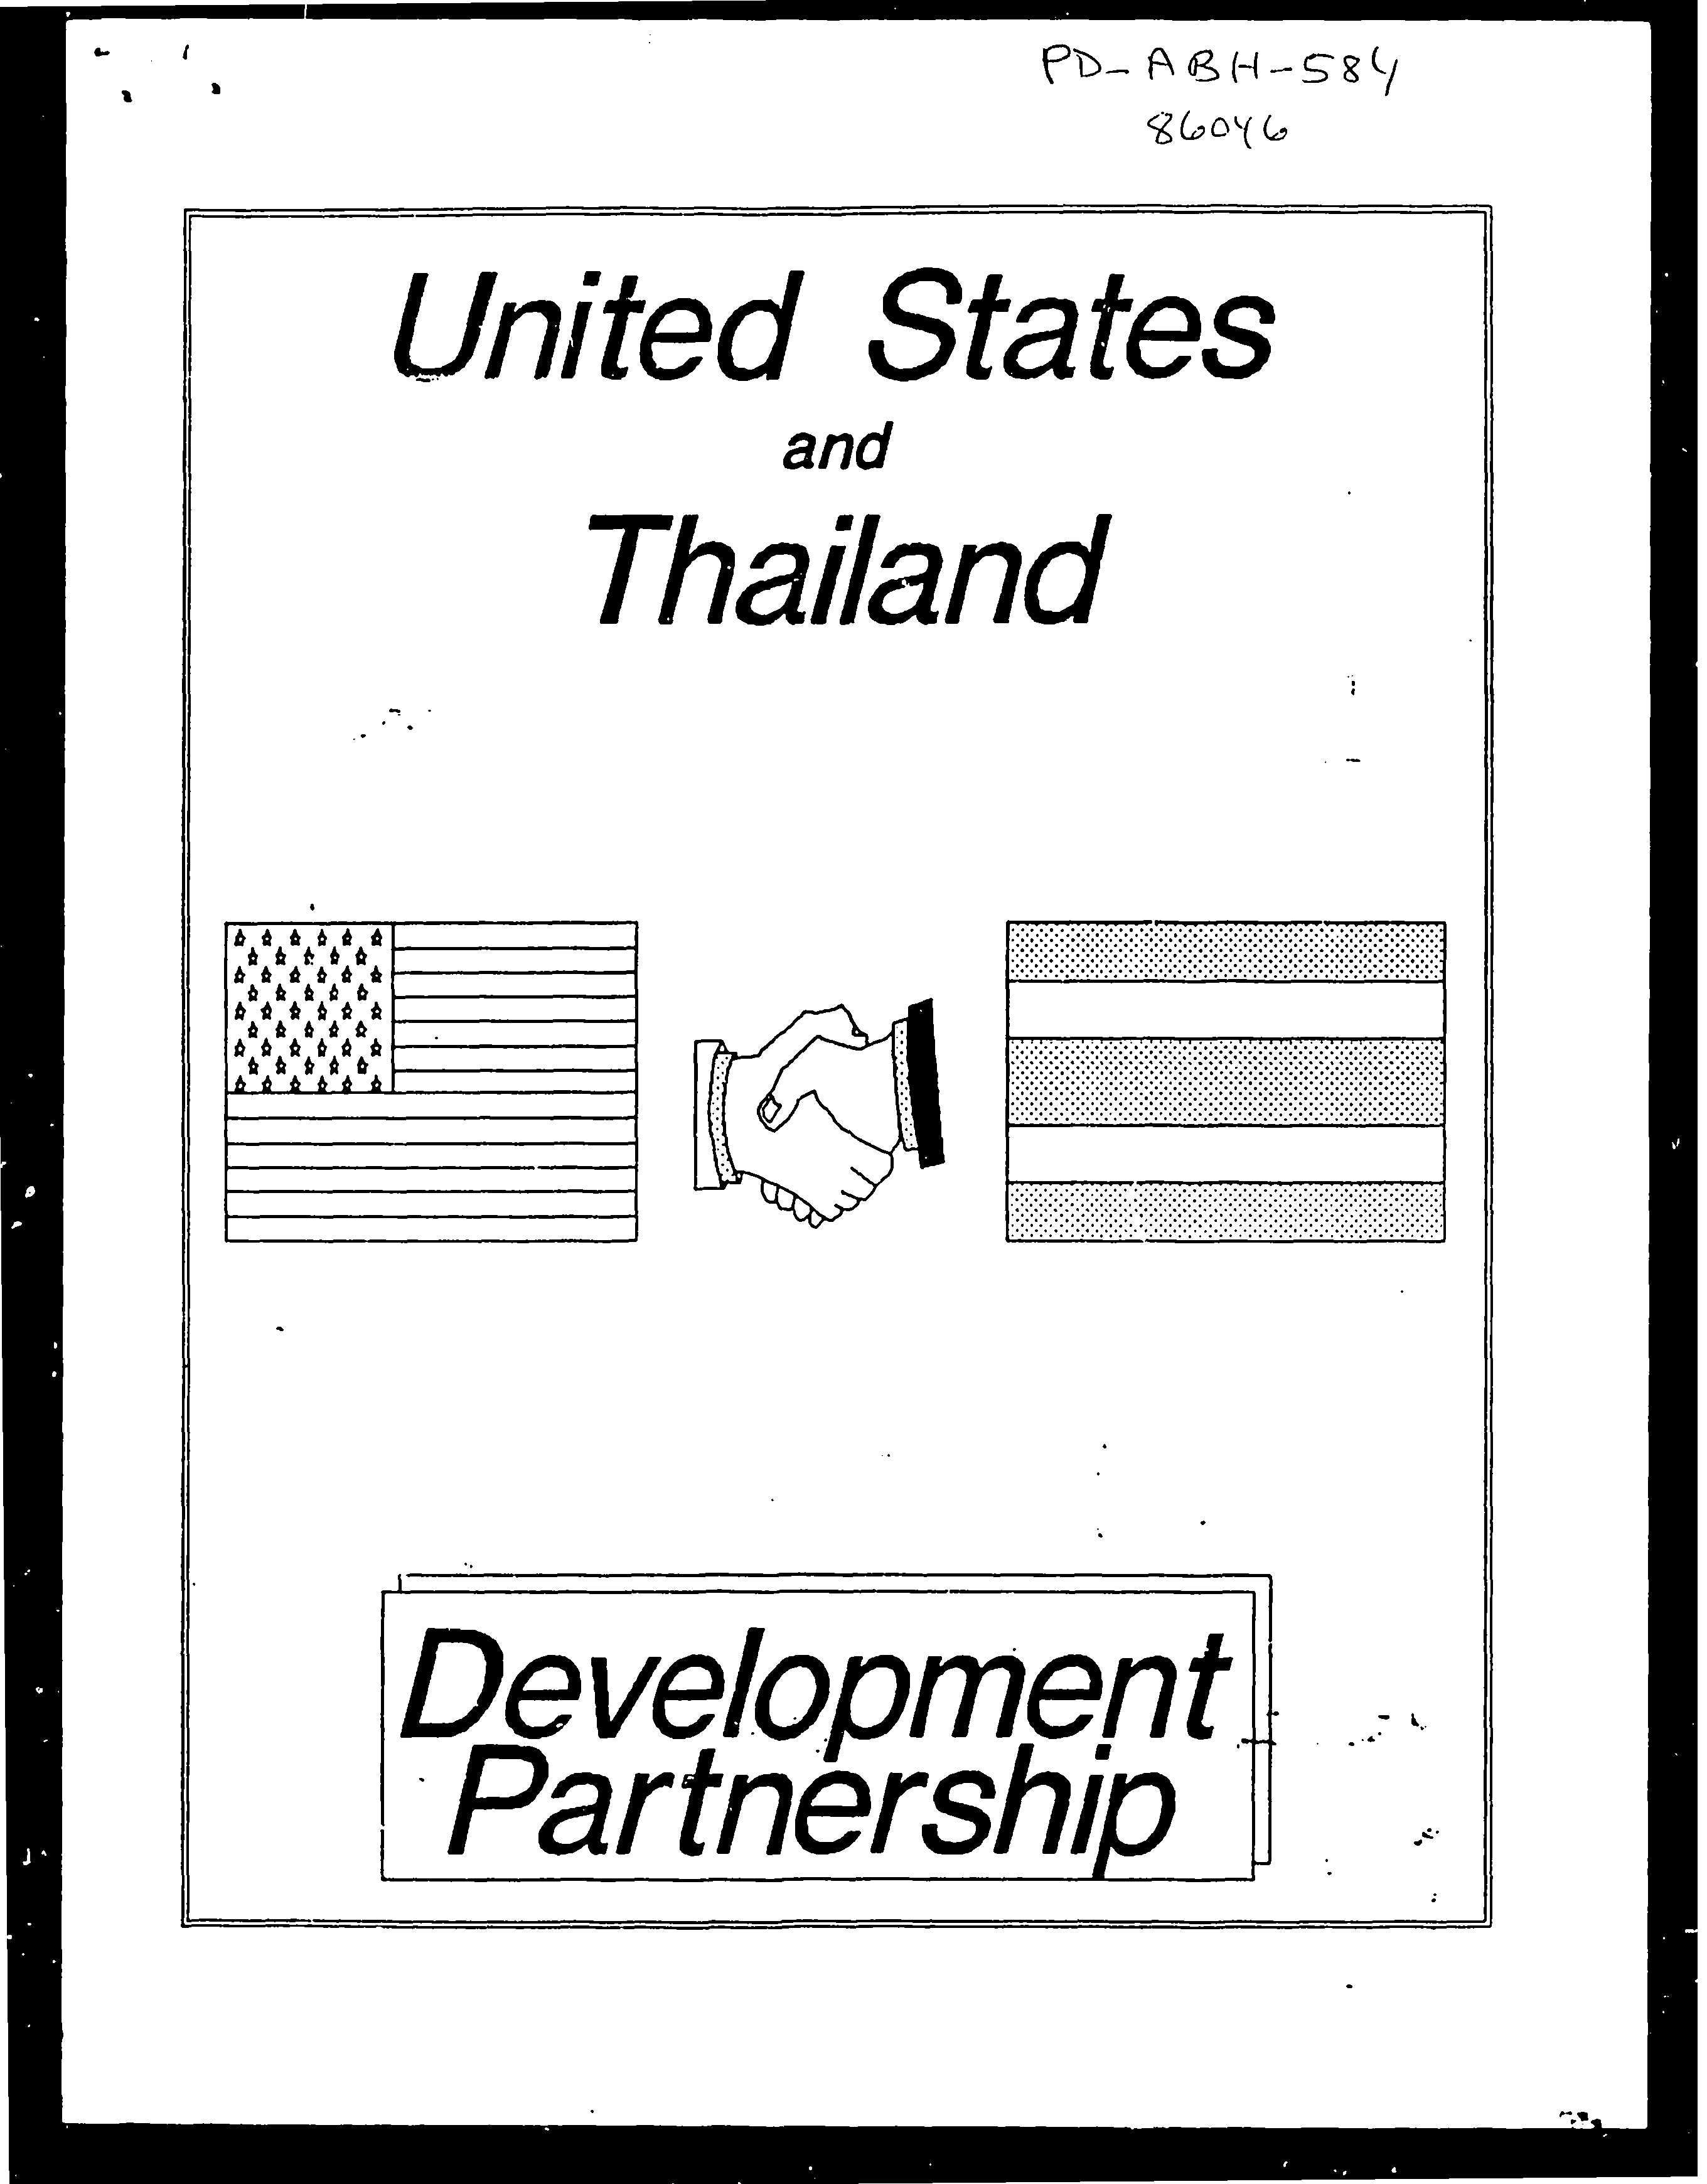 PD-ABH-584
86046
United States
and
Thailand
Development
Partnership